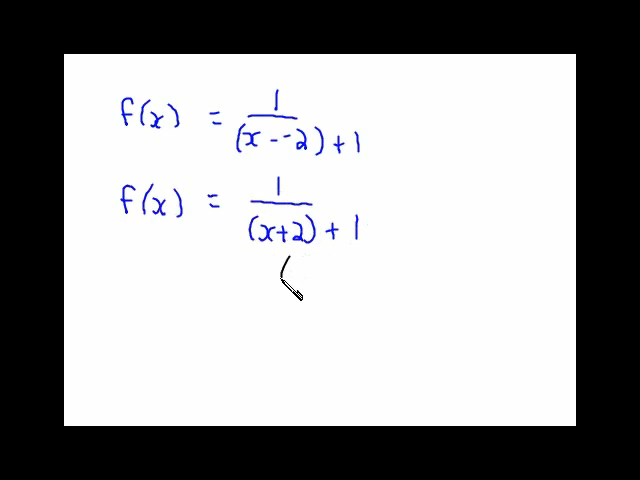 f(x) = 1/(x--2)+1
f(x) = 1/(x+2)+1
(